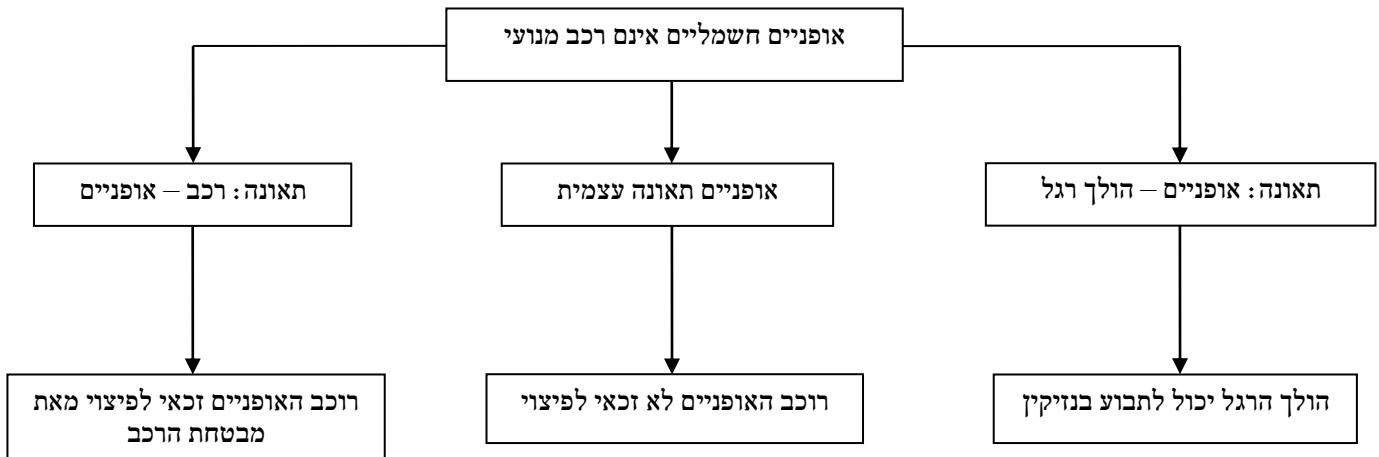 אופניים חשמליים אינם רכב מנועי
תאונה: אופניים – הולך רגל
אופניים תאונה עצמית
תאונה: רכב – אופניים
הולך הרגל יכול לתבוע בנזיקין
רוכב האופניים לא זכאי לפיצוי
רוכב האופניים זכאי לפיצוי מאת
מבטחת הרכב